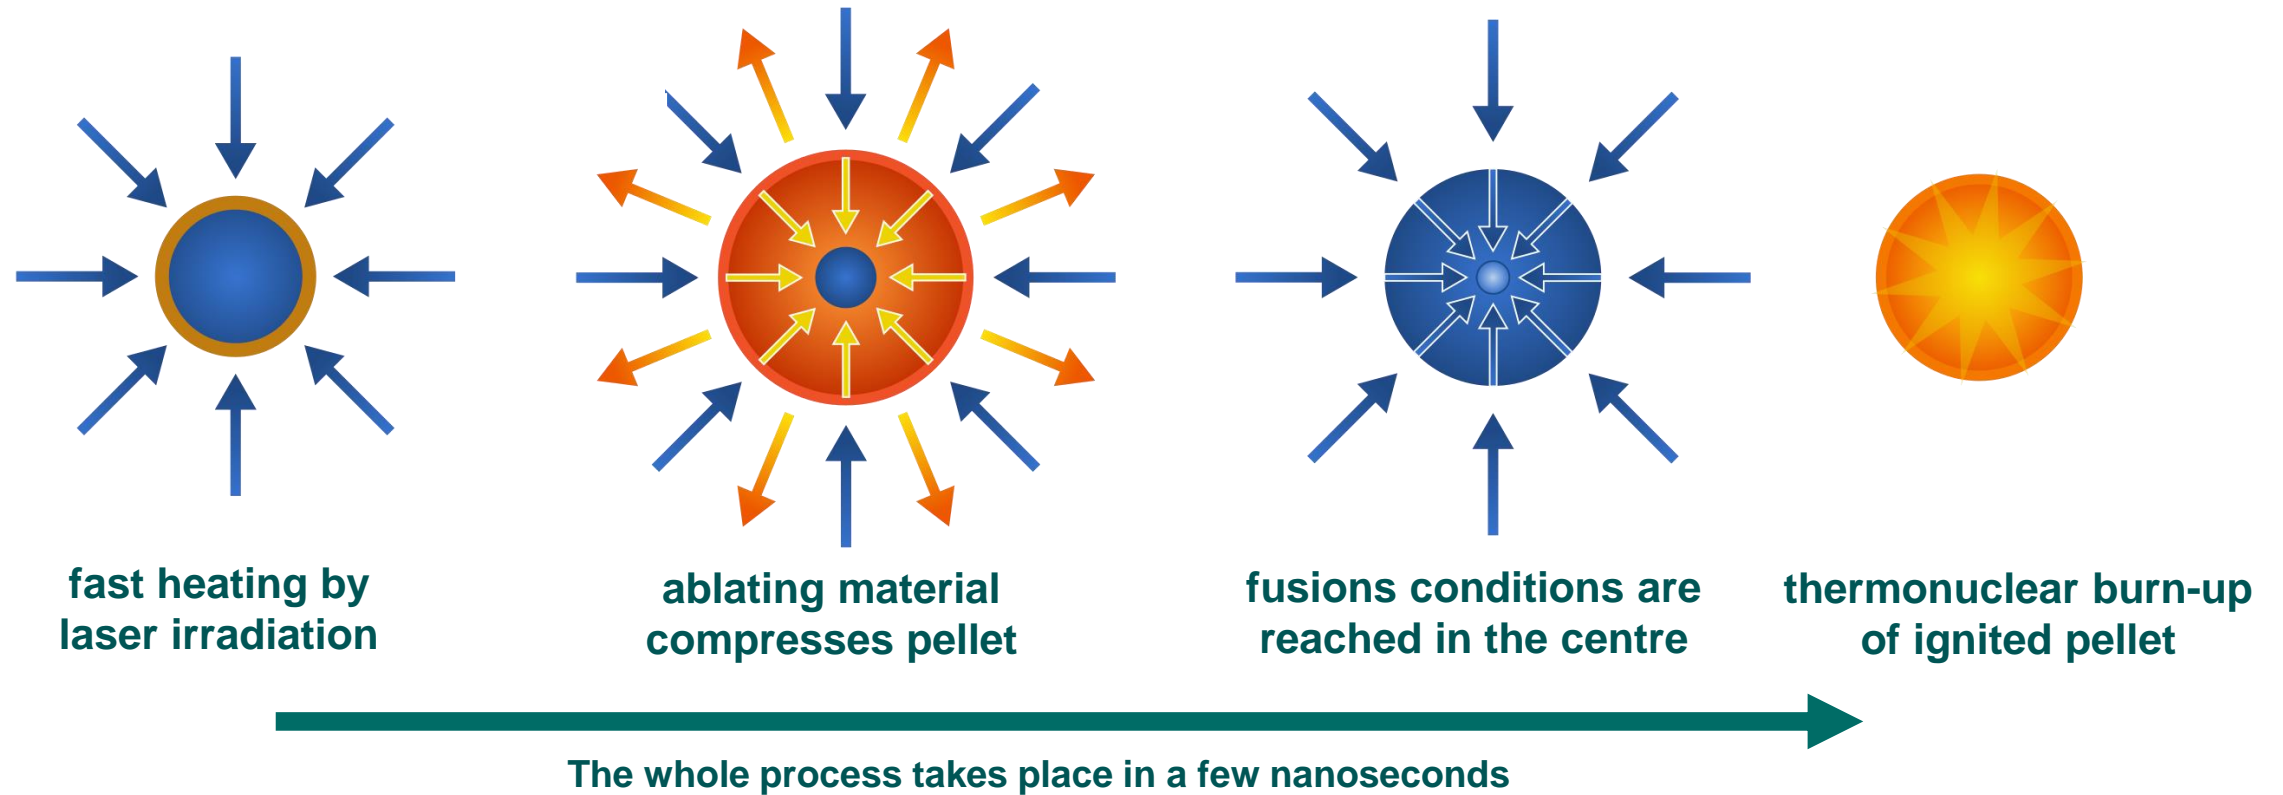 fast heating by
laser irradiation
ablating material
compresses pellet
fusions conditions are
reached in the centre
thermonuclear burn-up
of ignited pellet
The whole process takes place in a few nanoseconds